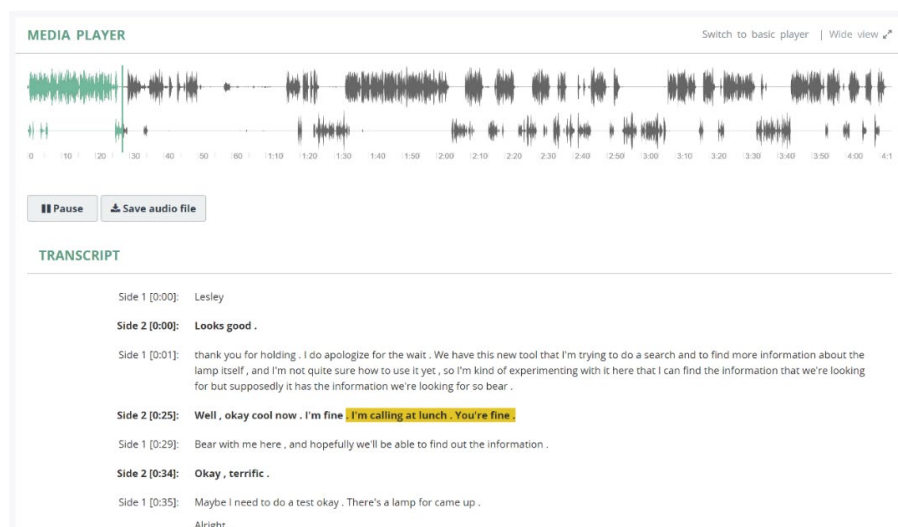 MEDIA PLAYER
Switch to basic player | Wide view
0 10 20 30 40 50 60 1:10 1:20 1:30 1:40 1:50 2:00 2:10 2:20 2:30 2:40 2:50 3:00 3:10 3:20 3:30 3:40 3:50 4:00 4:1
Pause Save audio file
TRANSCRIPT
Side 1 [0:00]: Lesley
Side 2 [0:00]: Looks good .
Side 1 [0:01]: thank you for holding . I do apologize for the wait . We have this new tool that I'm trying to do a search and to find more information about the
lamp itself , and I'm not quite sure how to use it yet , so I'm kind of experimenting with it here that I can find the information that we're looking
for but supposedly it has the information we're looking for so bear .
Side 2 [0:25]: Well , okay cool now . I'm fine . I'm calling at lunch . You're fine .
Side 1 [0:29]: Bear with me here , and hopefully we'll be able to find out the information .
Side 2 [0:34]: Okay , terrific .
Side 1 [0:35]: Maybe I need to do a test okay . There's a lamp for came up .
Alright